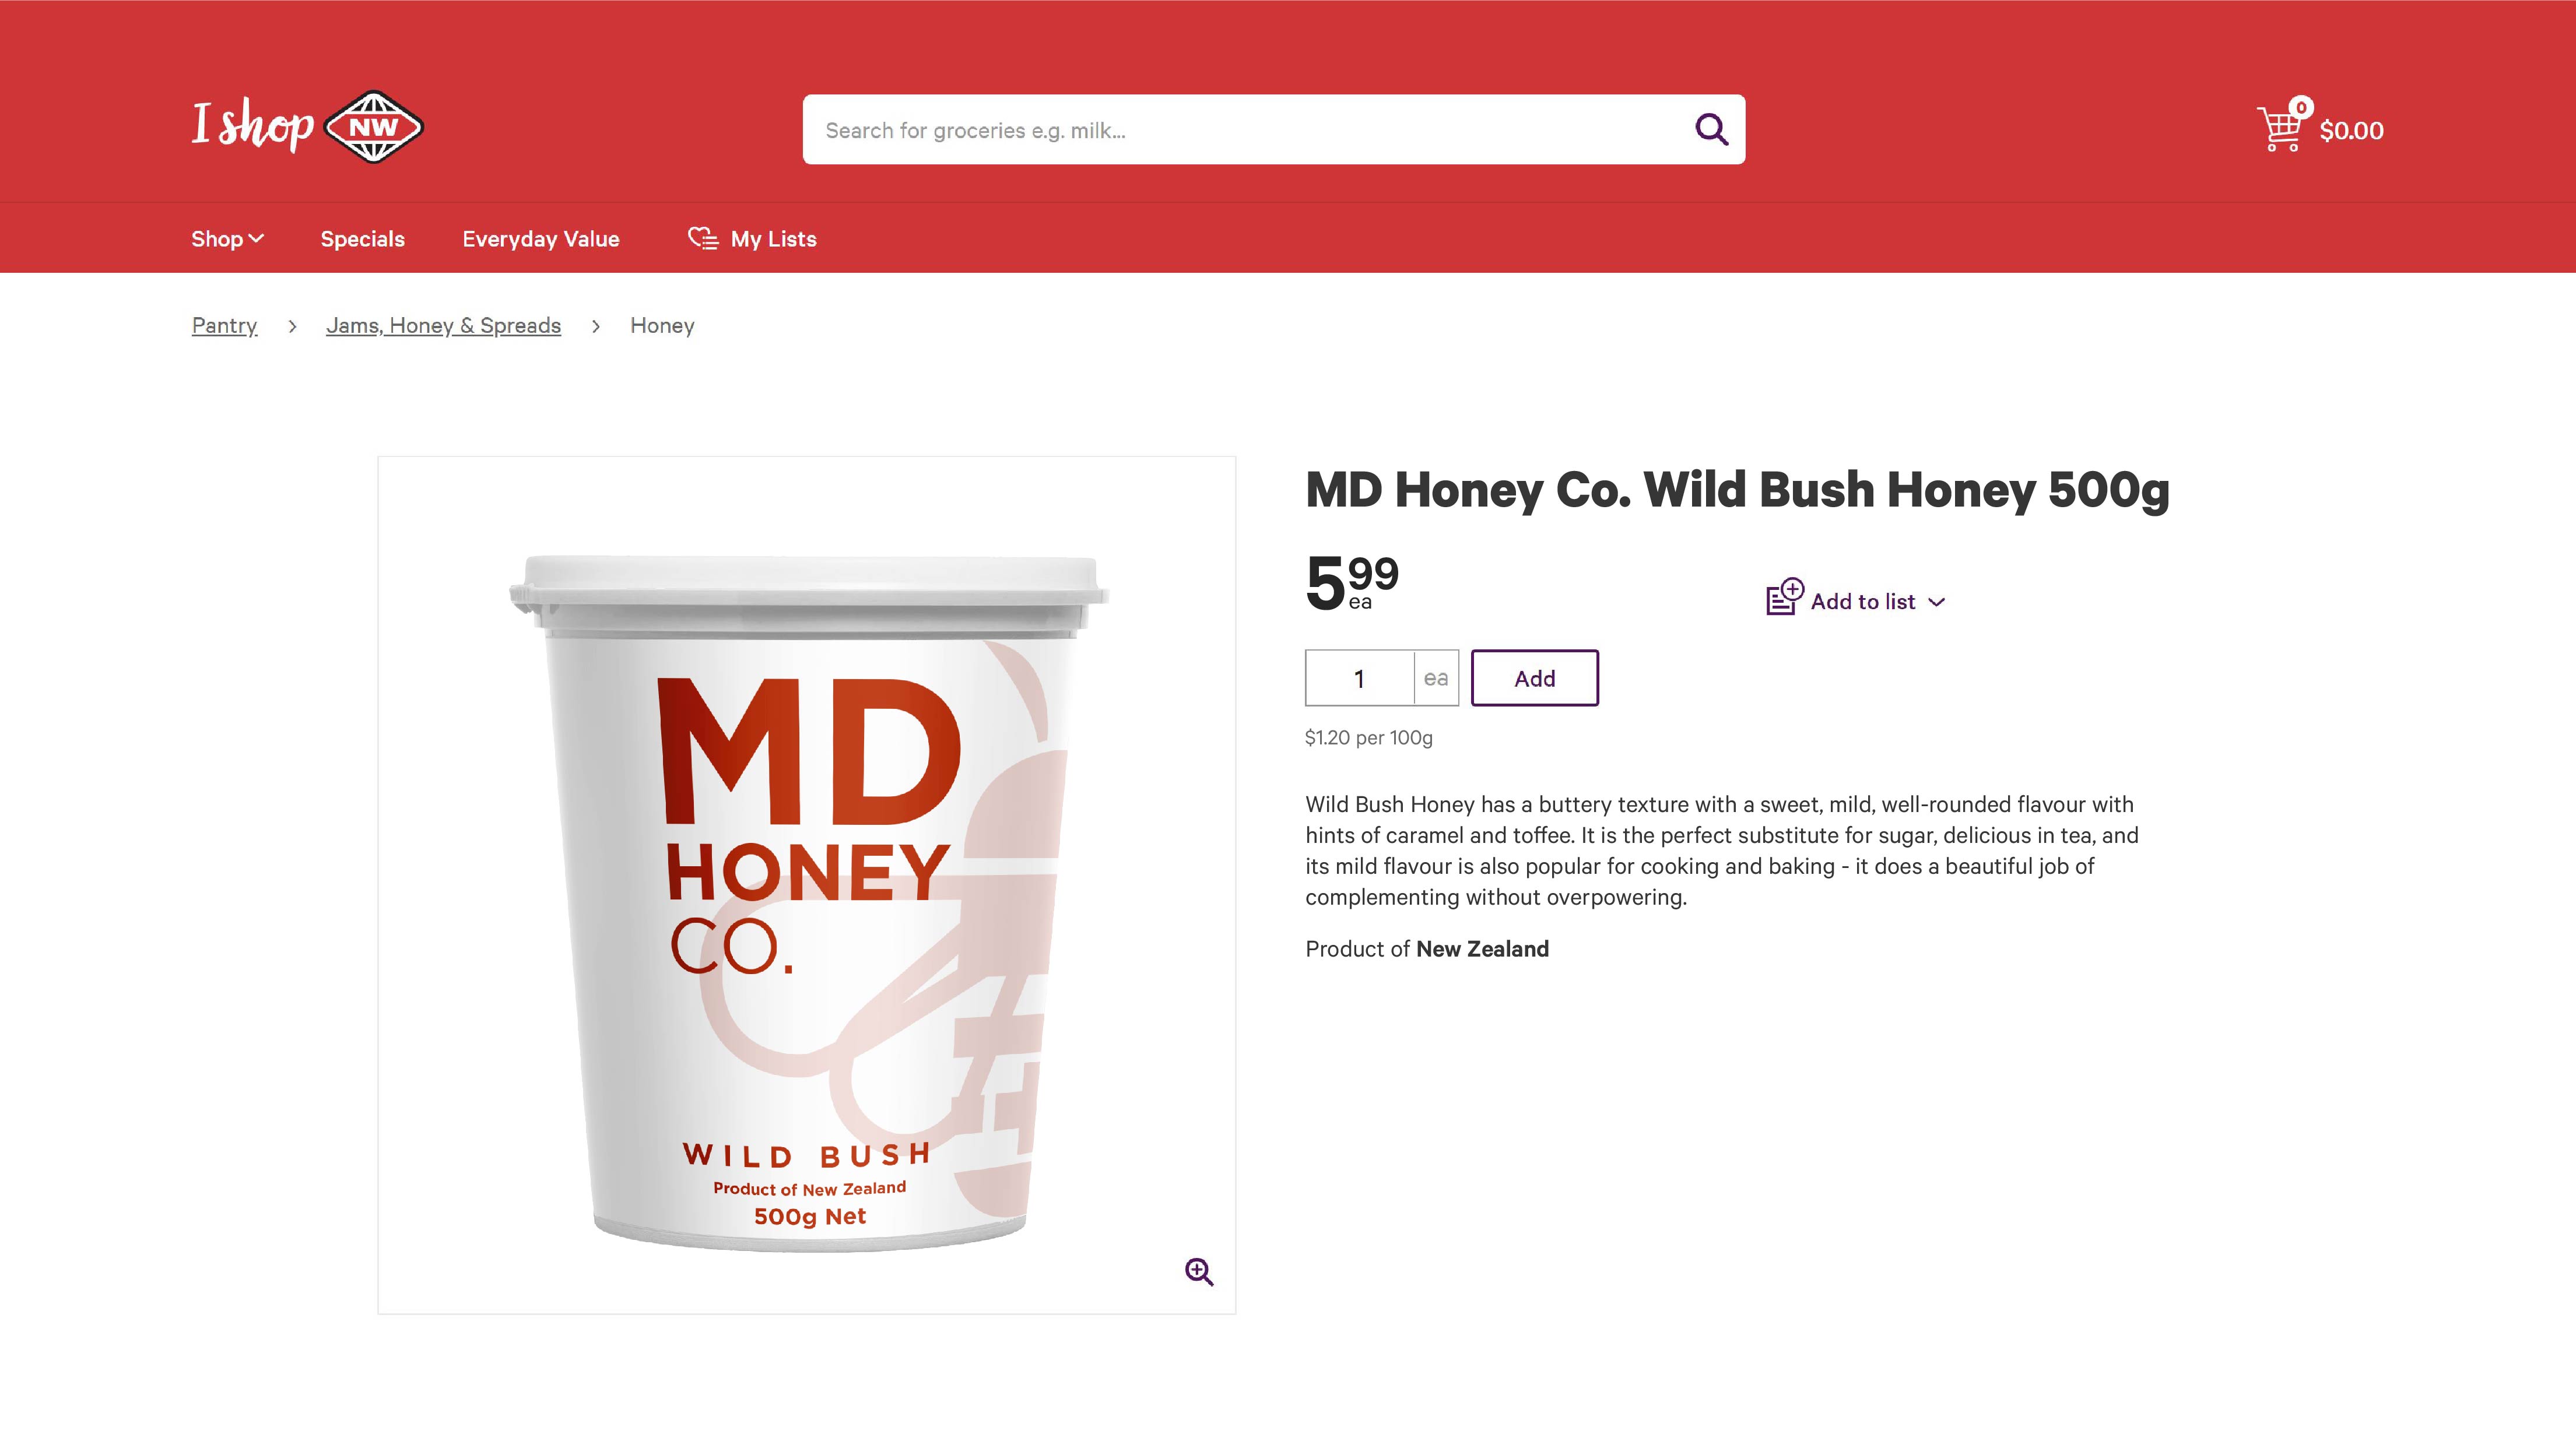 I shop NW
Search for groceries e.g. milk...
0
$0.00
Shop
Specials
Everyday Value
My Lists
Pantry > Jams, Honey & Spreads > Honey
MD
HONEY
CO.
WILD BUSH
Product of New Zealand
500g Net
MD Honey Co. Wild Bush Honey 500g
5 99
ea
Add to list
1 ea
Add
$1.20 per 100g
Wild Bush Honey has a buttery texture with a sweet, mild, well-rounded flavour with
hints of caramel and toffee. It is the perfect substitute for sugar, delicious in tea, and
its mild flavour is also popular for cooking and baking - it does a beautiful job of
complementing without overpowering.
Product of New Zealand